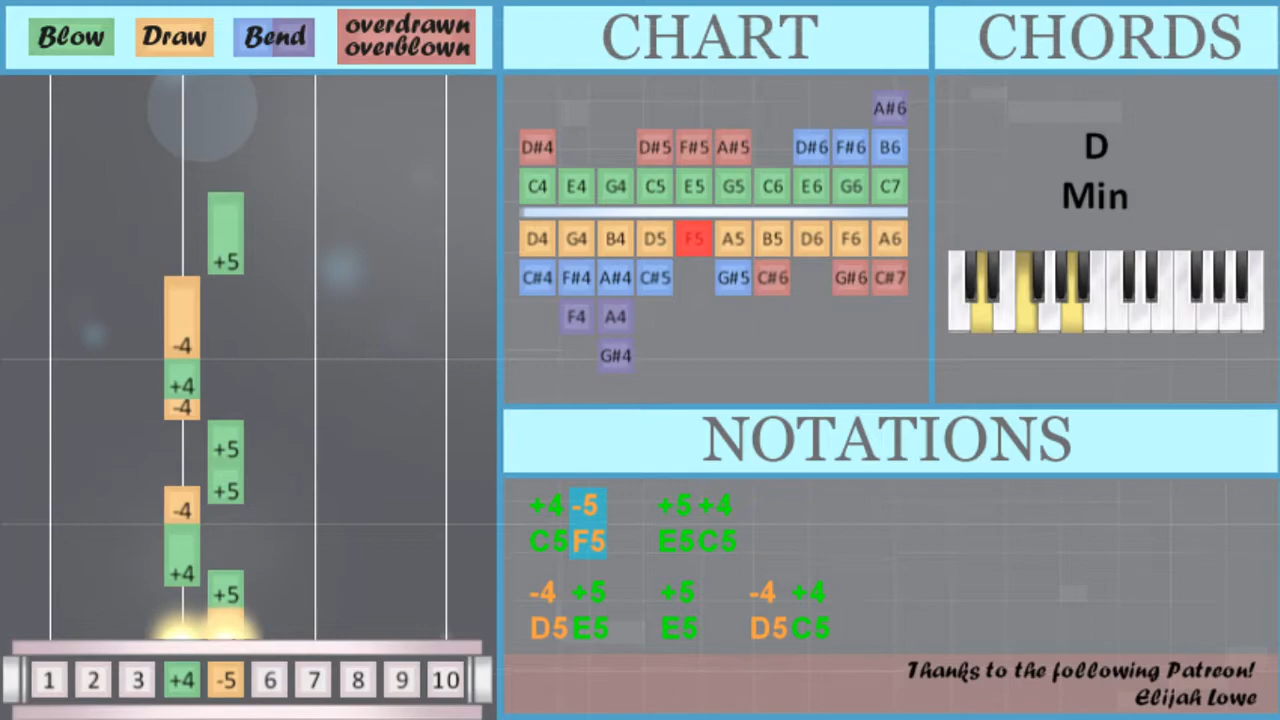 Blow Draw Bend overdrawn overblown
CHART
CHORDS
A#6
D#4 D#5 F#5 A#5 D#6 F#6 B6
C4 E4 G4 C5 E5 G5 C6 E6 G6 C7
D4 G4 B4 D5 F5 A5 B5 D6 F6 A6
C#4 F#4 A#4 C#5 G#5 C#6 G#6 C#7
F4 A4
G#4
D
Min
+5
-4
+4
-4
+5
+5
-4
+4
+5
1 2 3 +4 -5 6 7 8 9 10
NOTATIONS
+4 -5 +5 +4
C5 F5 E5 C5
-4 +5 +5 -4 +4
D5 E5 E5 D5 C5
Thanks to the following Patreon!
Elijah Lowe